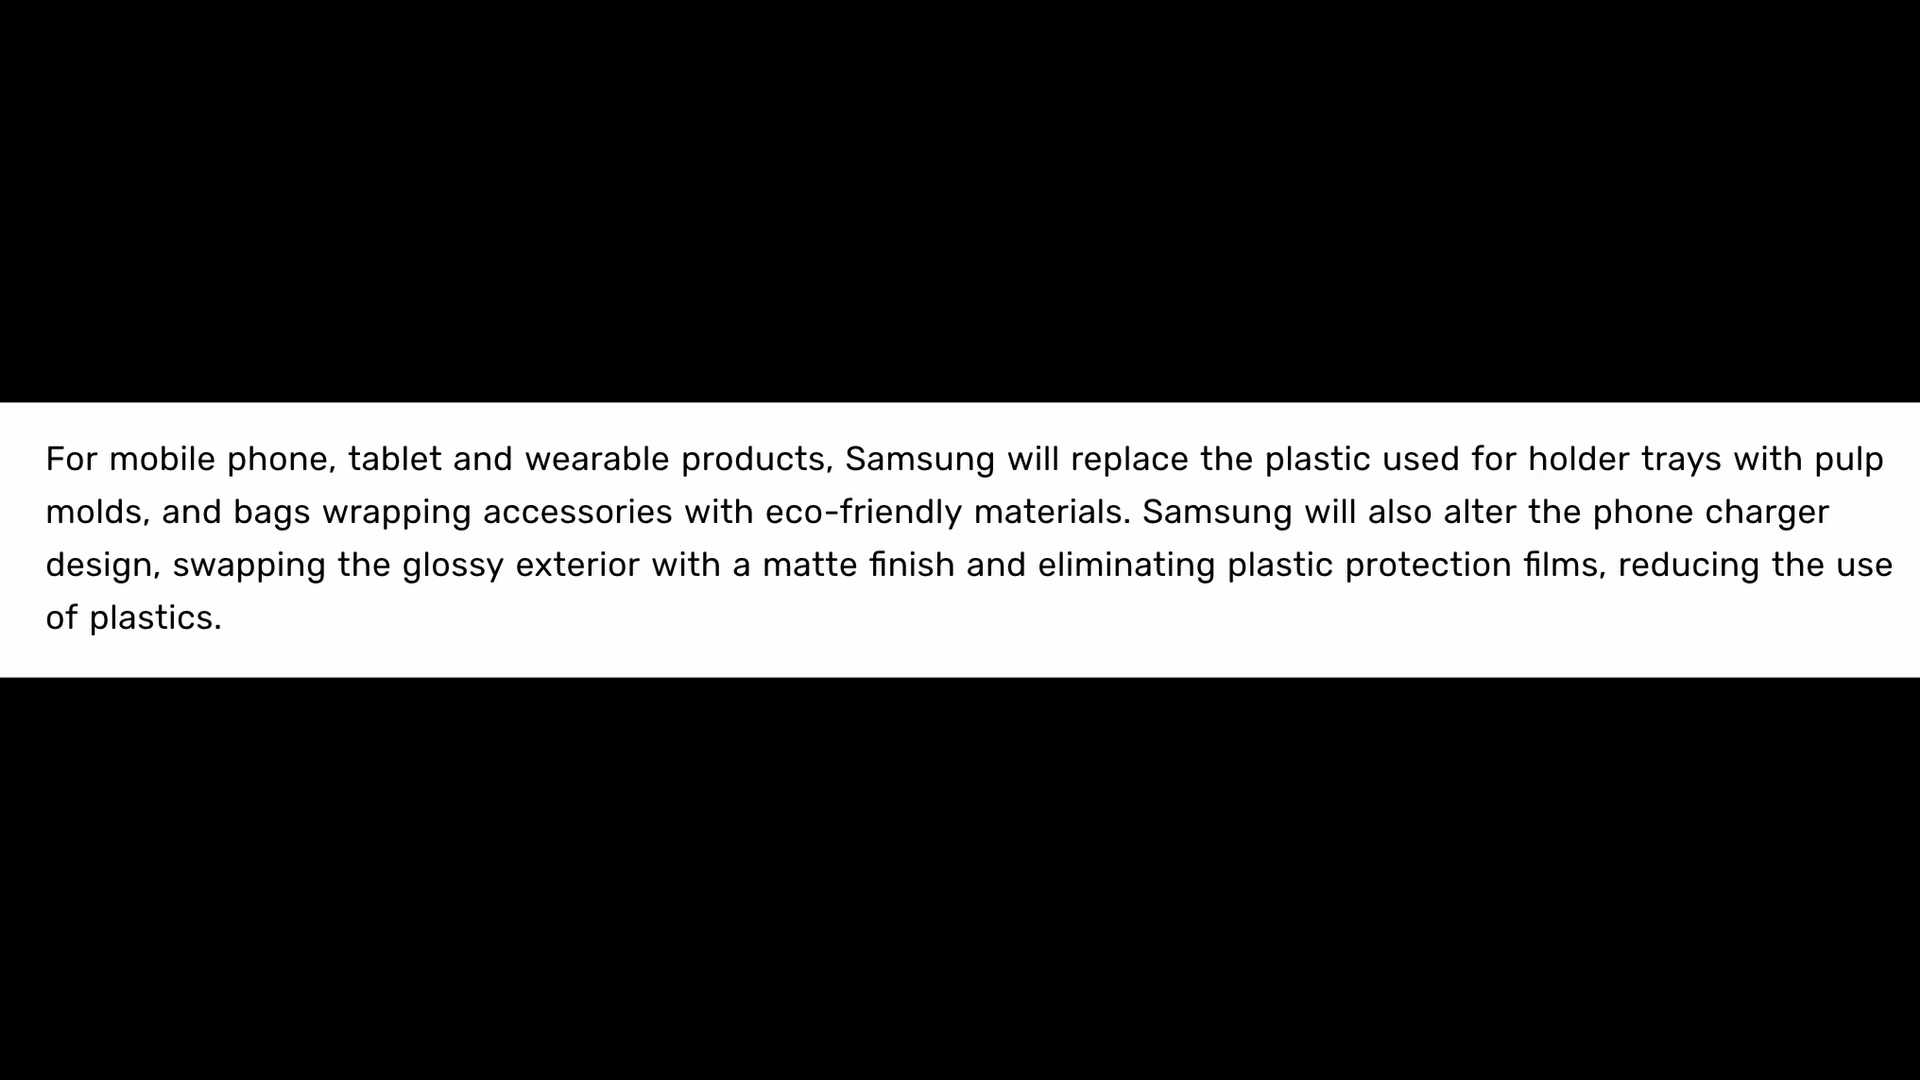 For mobile phone, tablet and wearable products, Samsung will replace the plastic used for holder trays with pulp
molds, and bags wrapping accessories with eco-friendly materials. Samsung will also alter the phone charger
design, swapping the glossy exterior with a matte finish and eliminating plastic protection films, reducing the use
of plastics.